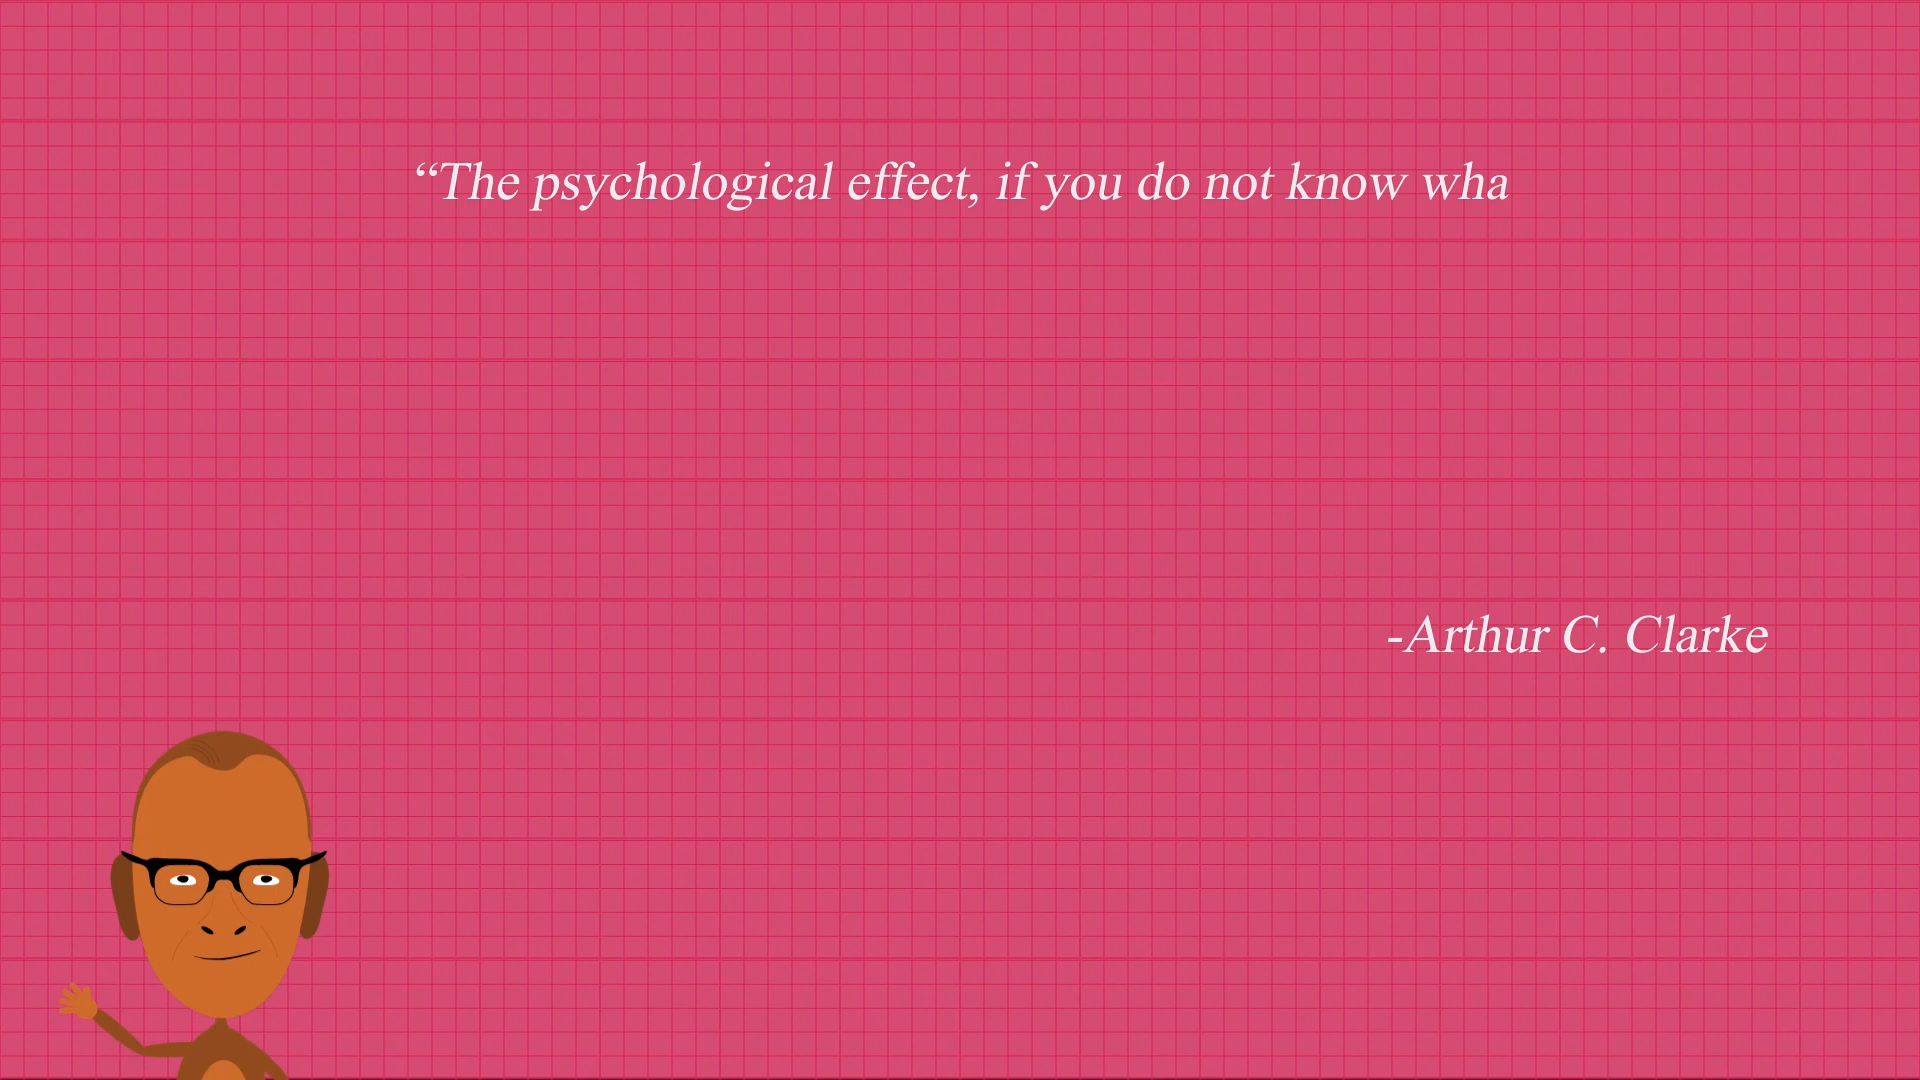 “The psychological effect, if you do not know wha
-Arthur C. Clarke